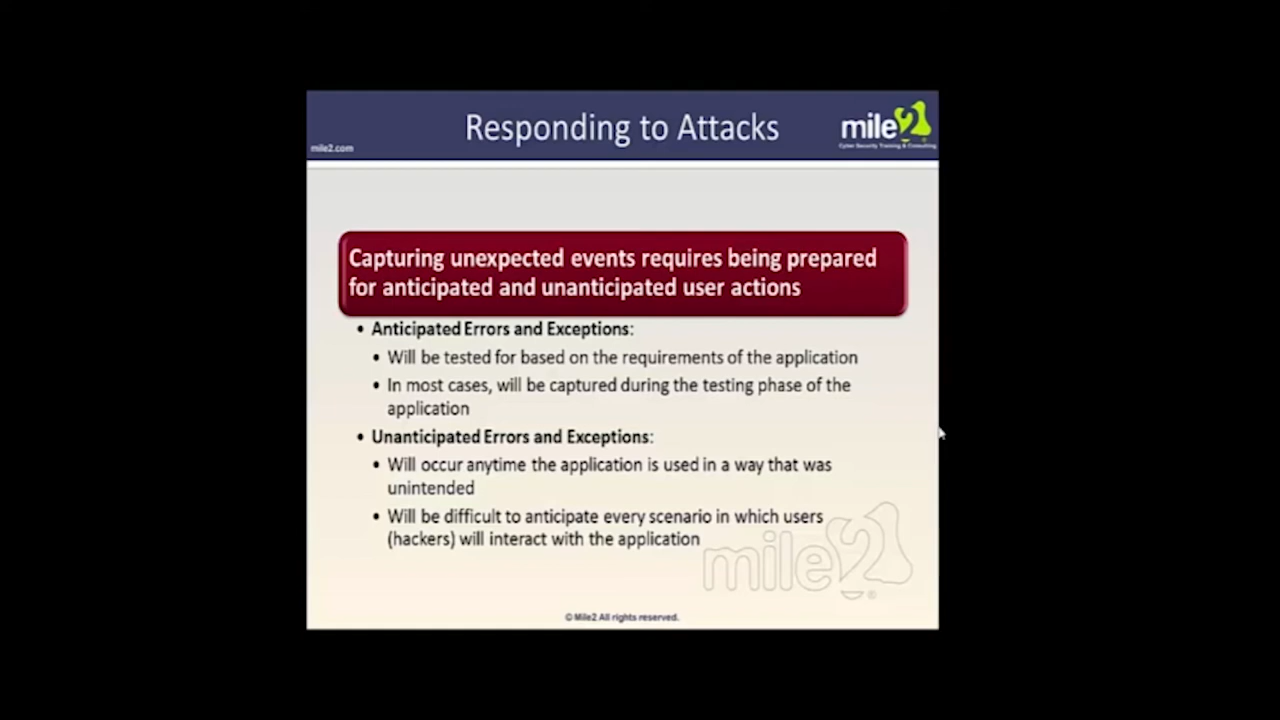 Responding to Attacks
mile2
Cyber Security Training & Consulting
mile2.com
Capturing unexpected events requires being prepared
for anticipated and unanticipated user actions
• Anticipated Errors and Exceptions:
• Will be tested for based on the requirements of the application
• In most cases, will be captured during the testing phase of the
application
• Unanticipated Errors and Exceptions:
• Will occur anytime the application is used in a way that was
unintended
• Will be difficult to anticipate every scenario in which users
(hackers) will interact with the application
mile2®
© Mile2 All rights reserved.